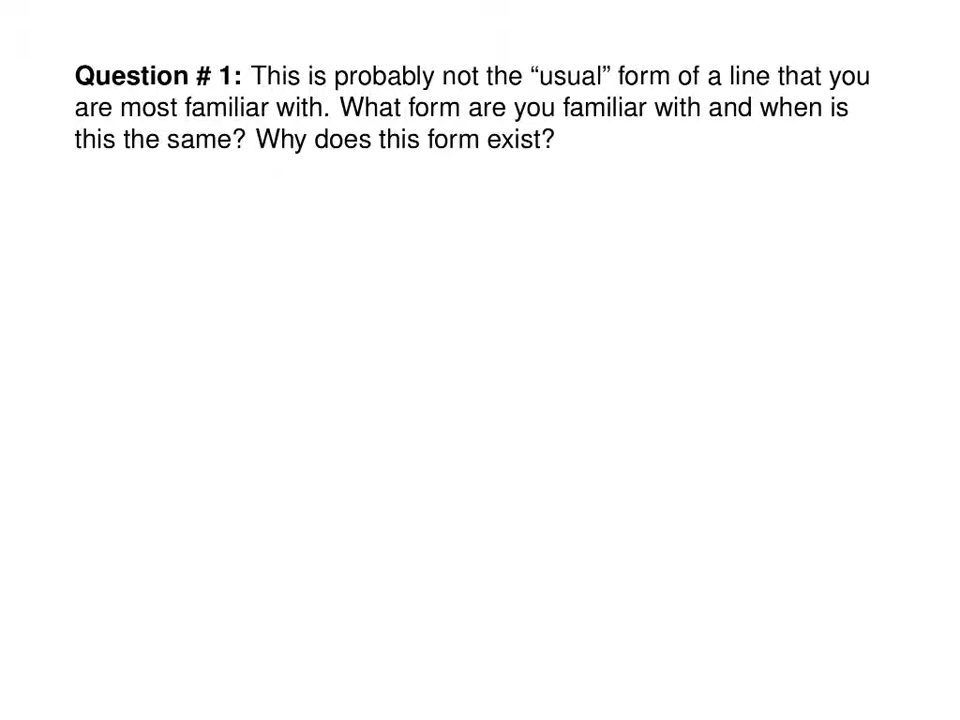 Question # 1: This is probably not the “usual” form of a line that you
are most familiar with. What form are you familiar with and when is
this the same? Why does this form exist?